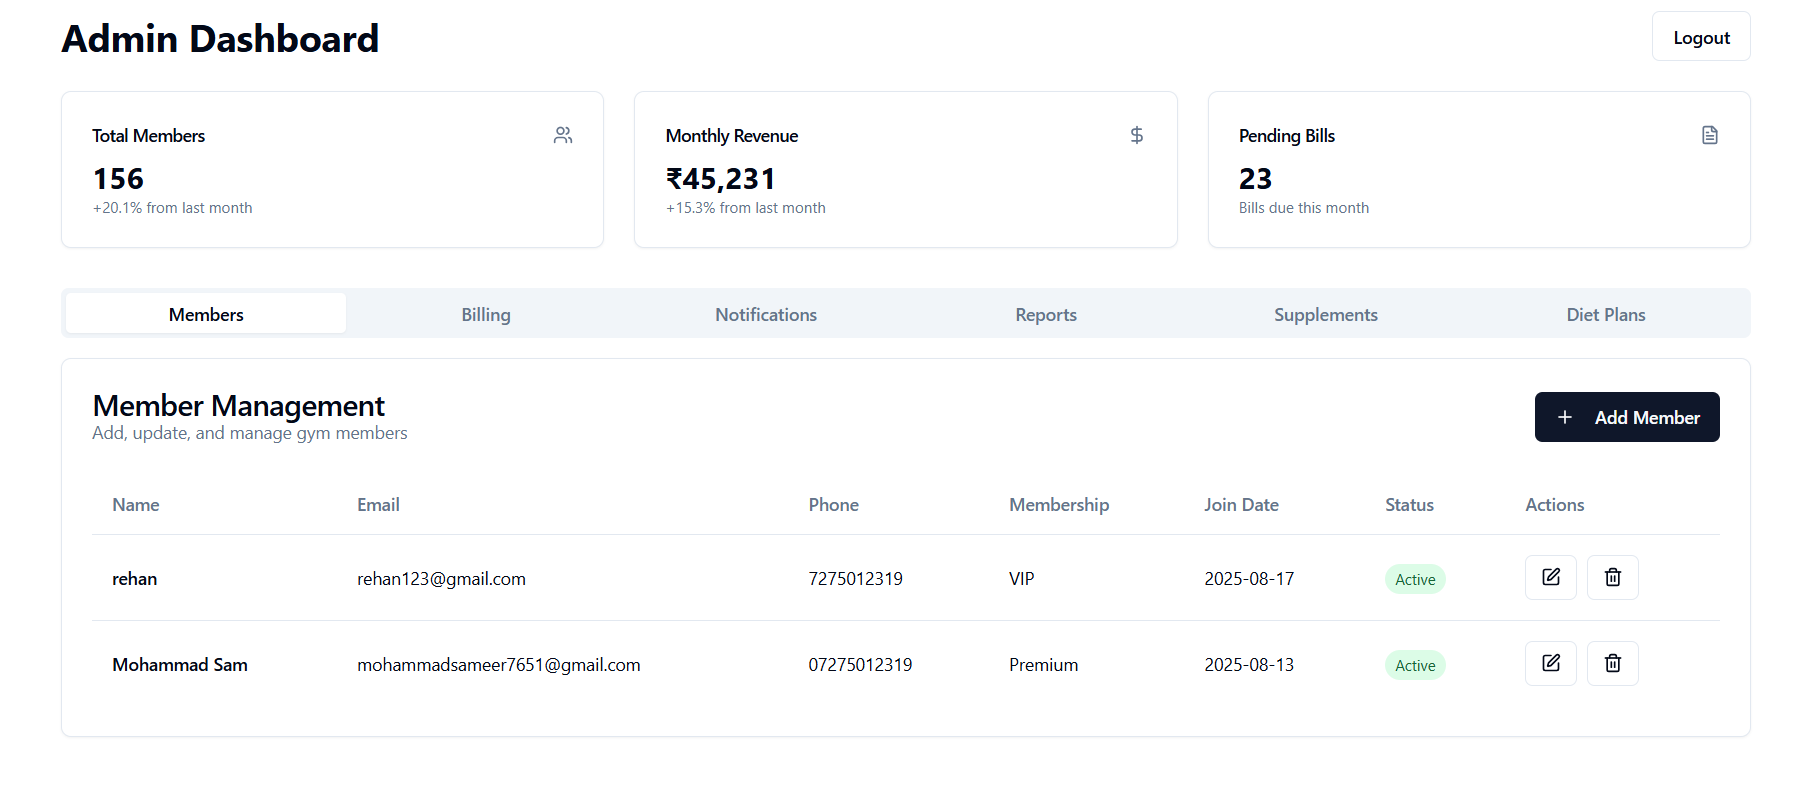 Admin Dashboard
Logout
Total Members
156
+20.1% from last month
Monthly Revenue
₹45,231
+15.3% from last month
Pending Bills
23
Bills due this month
Members Billing Notifications Reports Supplements Diet Plans
Member Management
Add, update, and manage gym members
+ Add Member
Name Email Phone Membership Join Date Status Actions
rehan rehan123@gmail.com 7275012319 VIP 2025-08-17 Active
Mohammad Sam mohammadsameer7651@gmail.com 07275012319 Premium 2025-08-13 Active